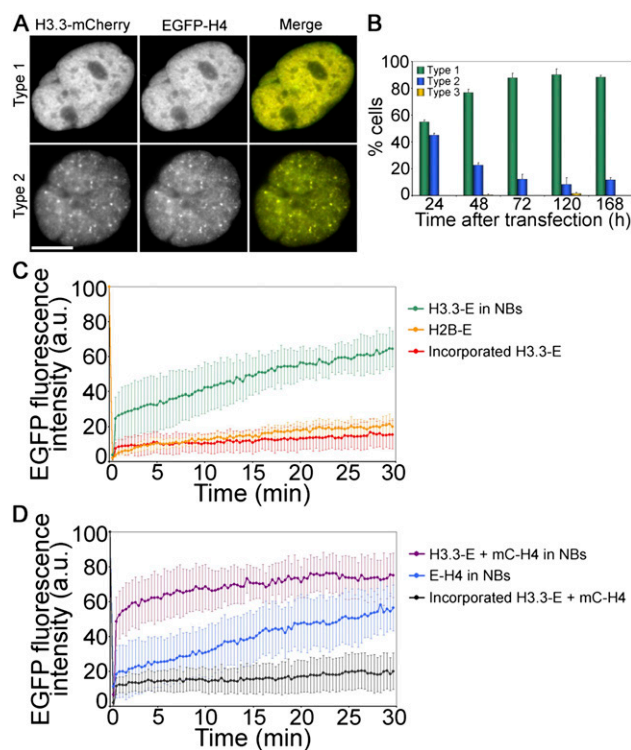 A
H3.3-mCherry EGFP-H4 Merge
Type 1
Type 2
B
% cells
100
80
60
40
20
0
Type 1
Type 2
Type 3
24 48 72 120 168
Time after transfection (h)
C
EGFP fluorescence
intensity (a.u.)
100
80
60
40
20
0
0 5 10 15 20 25 30
Time (min)
H3.3-E in NBs
H2B-E
Incorporated H3.3-E
D
EGFP fluorescence
intensity (a.u.)
100
80
60
40
20
0
0 5 10 15 20 25 30
Time (min)
H3.3-E + mC-H4 in NBs
E-H4 in NBs
Incorporated H3.3-E + mC-H4